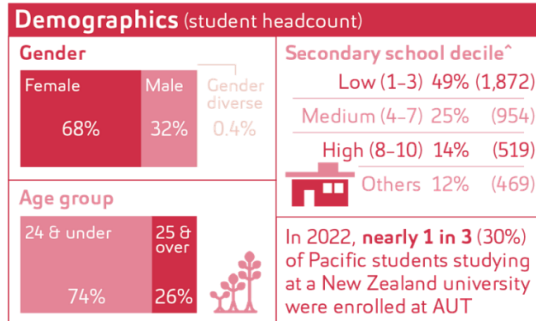 Demographics (student headcount)
Gender
Female
68%
Male
32%
Gender
diverse
0.4%
Age group
24 & under
74%
25 &
over
26%
Secondary school decile^
Low (1–3) 49% (1,872)
Medium (4–7) 25% (954)
High (8–10) 14% (519)
Others 12% (469)
In 2022, nearly 1 in 3 (30%)
of Pacific students studying
at a New Zealand university
were enrolled at AUT